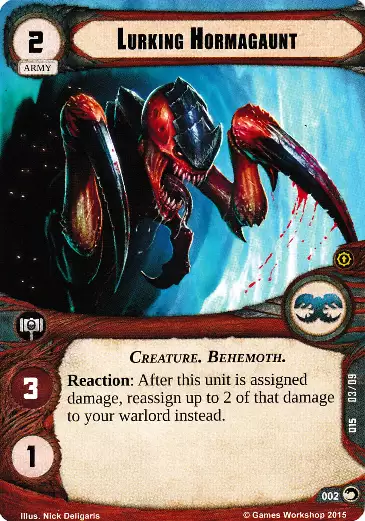 2
LURKING HORMAGAUNT
ARMY
CREATURE. BEHEMOTH.
3
Reaction: After this unit is assigned
damage, reassign up to 2 of that damage
to your warlord instead.
1
015 03/09
002
Illus. Nick Deligaris
© Games Workshop 2015